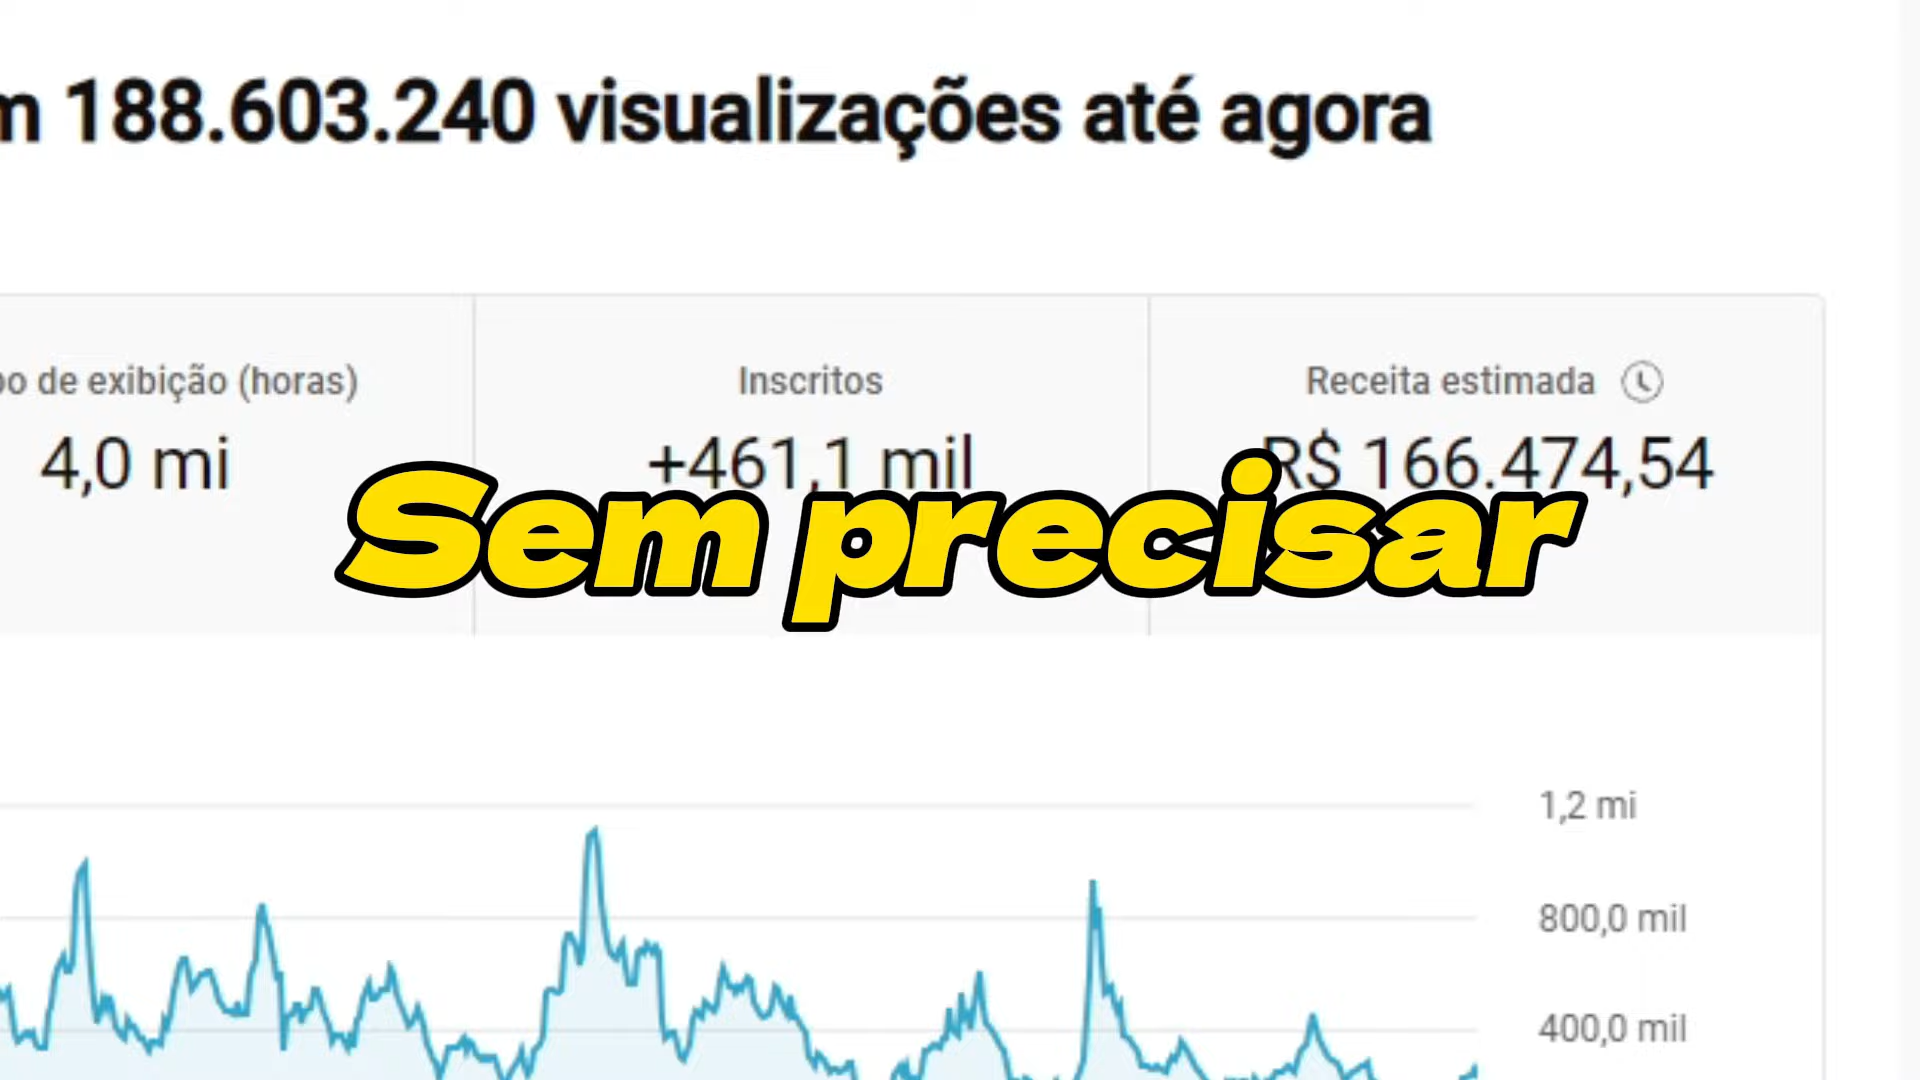 188.603.240 visualizações até agora
de exibição (horas)
4,0 mi
Inscritos
+461,1 mil
Receita estimada
R$ 166.474,54
Sem precisar
1,2 mi
800,0 mil
400,0 mil